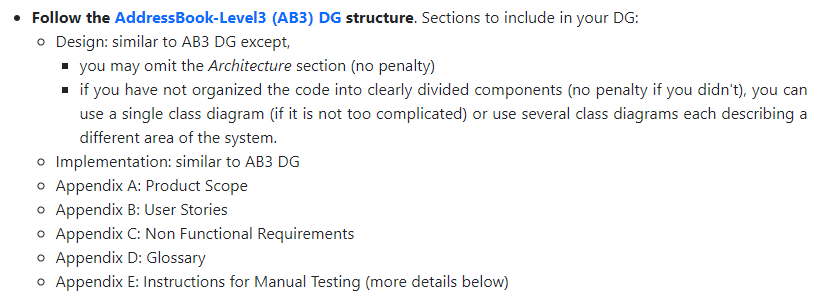 Follow the AddressBook-Level3 (AB3) DG structure. Sections to include in your DG:
Design: similar to AB3 DG except,
you may omit the Architecture section (no penalty)
if you have not organized the code into clearly divided components (no penalty if you didn't), you can
use a single class diagram (if it is not too complicated) or use several class diagrams each describing a
different area of the system.
Implementation: similar to AB3 DG
Appendix A: Product Scope
Appendix B: User Stories
Appendix C: Non Functional Requirements
Appendix D: Glossary
Appendix E: Instructions for Manual Testing (more details below)